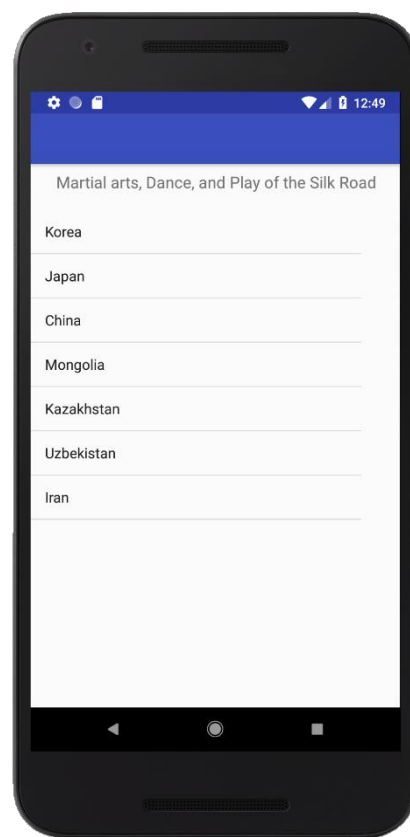 12:49
Martial arts, Dance, and Play of the Silk Road
Korea
Japan
China
Mongolia
Kazakhstan
Uzbekistan
Iran